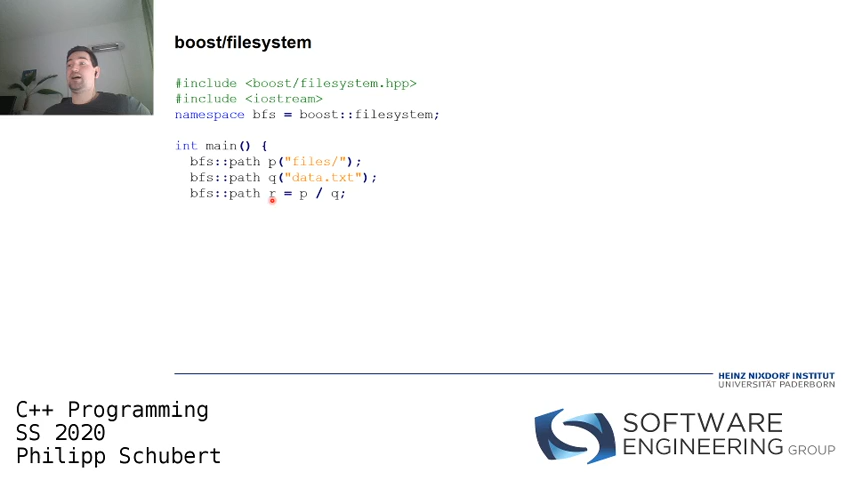 boost/filesystem
#include <boost/filesystem.hpp>
#include <iostream>
namespace bfs = boost::filesystem;
int main() {
bfs::path p("files/");
bfs::path q("data.txt");
bfs::path r = p / q;
HEINZ NIXDORF INSTITUT
UNIVERSITÄT PADERBORN
C++ Programming
SS 2020
Philipp Schubert
SOFTWARE
ENGINEERING GROUP